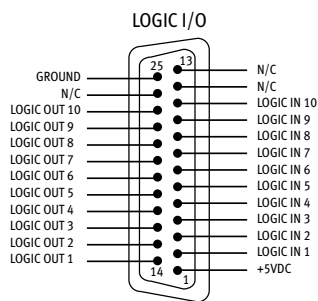 LOGIC I/O
25
13
GROUND
N/C
LOGIC OUT 10
LOGIC OUT 9
LOGIC OUT 8
LOGIC OUT 7
LOGIC OUT 6
LOGIC OUT 5
LOGIC OUT 4
LOGIC OUT 3
LOGIC OUT 2
LOGIC OUT 1
N/C
N/C
LOGIC IN 10
LOGIC IN 9
LOGIC IN 8
LOGIC IN 7
LOGIC IN 6
LOGIC IN 5
LOGIC IN 4
LOGIC IN 3
LOGIC IN 2
LOGIC IN 1
+5VDC
14
1